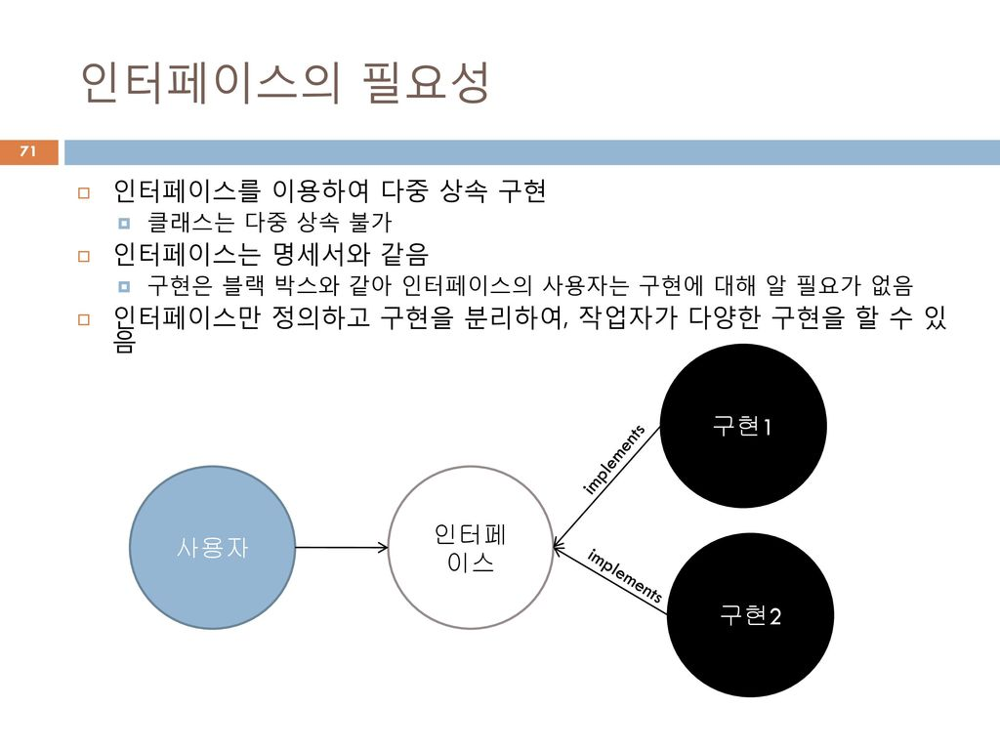 인터페이스의 필요성
71
인터페이스를 이용하여 다중 상속 구현
클래스는 다중 상속 불가
인터페이스는 명세서와 같음
구현은 블랙 박스와 같아 인터페이스의 사용자는 구현에 대해 알 필요가 없음
인터페이스만 정의하고 구현을 분리하여, 작업자가 다양한 구현을 할 수 있
음
구현1
implements
사용자
인터페
이스
implements
구현2